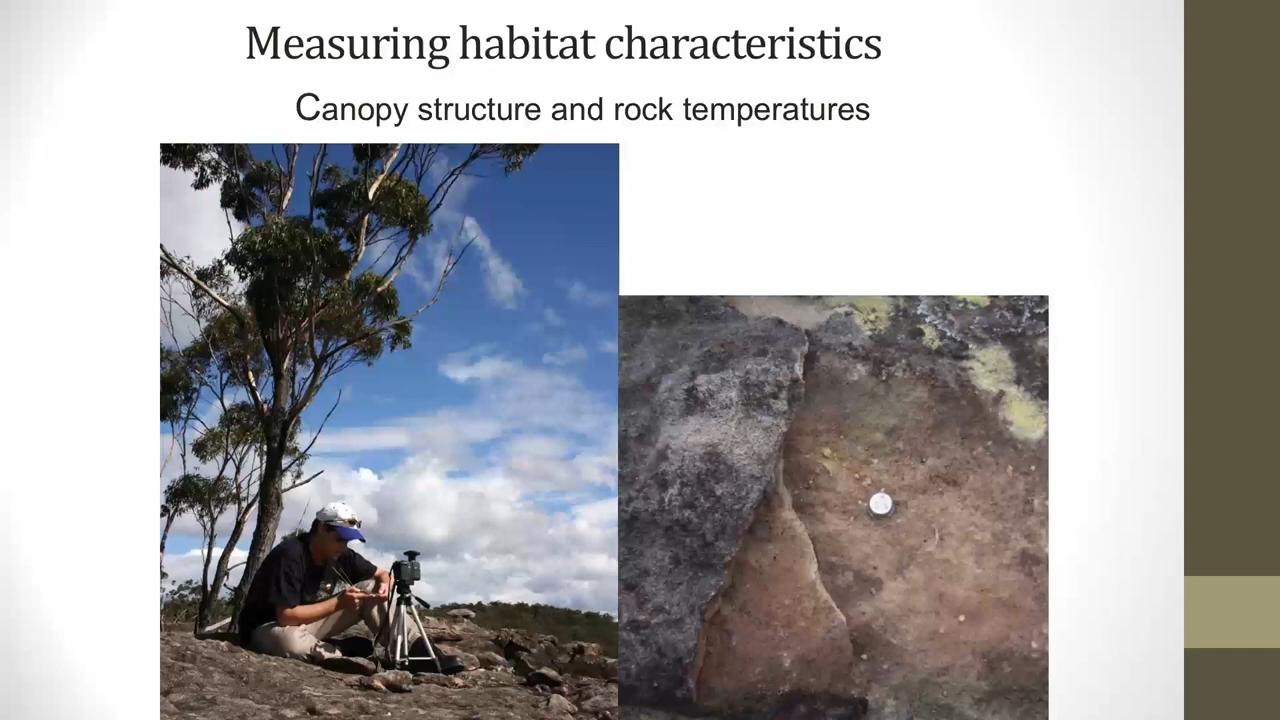 Measuring habitat characteristics
Canopy structure and rock temperatures